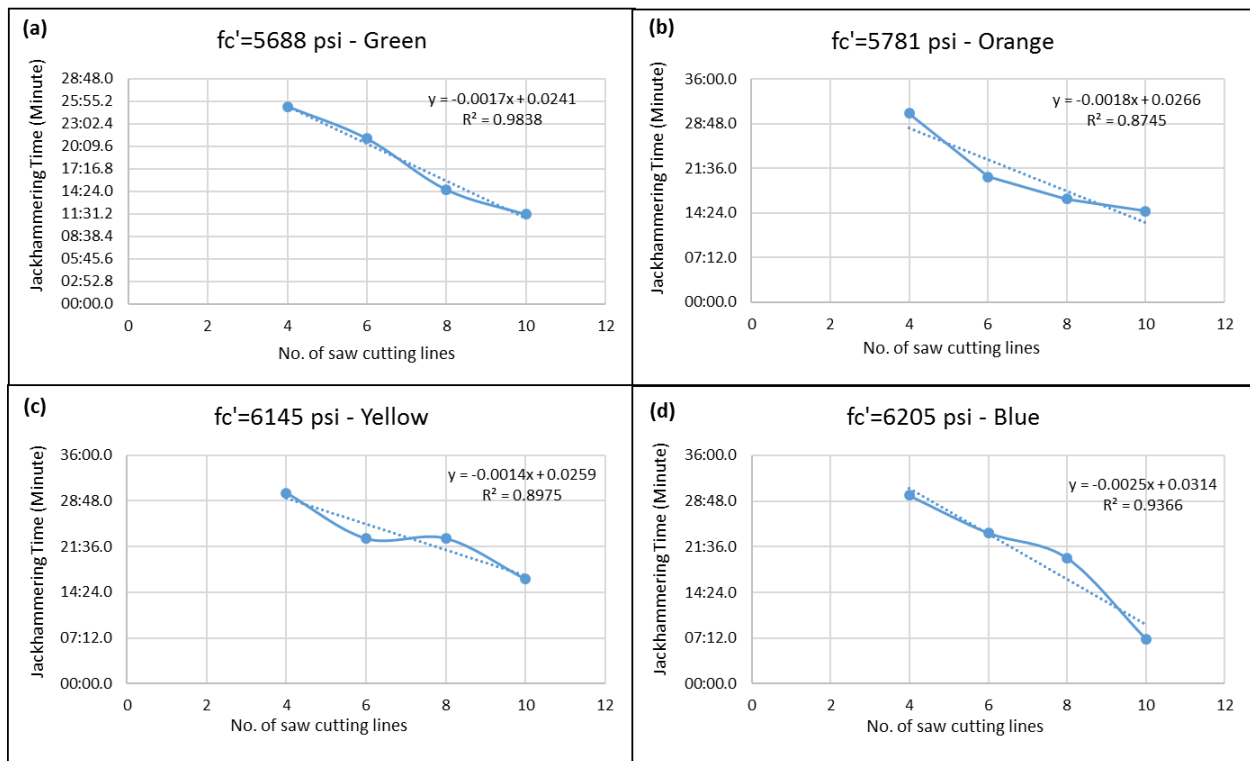 (a)
fc'=5688 psi - Green
Jackhammering Time (Minute)
28:48.0
25:55.2
23:02.4
20:09.6
17:16.8
14:24.0
11:31.2
08:38.4
05:45.6
02:52.8
00:00.0
y = -0.0017x + 0.0241
R² = 0.9838
0 2 4 6 8 10 12
No. of saw cutting lines
(b)
fc'=5781 psi - Orange
Jackhammering Time (Minute)
36:00.0
28:48.0
21:36.0
14:24.0
07:12.0
00:00.0
y = -0.0018x + 0.0266
R² = 0.8745
0 2 4 6 8 10 12
No. of saw cutting lines
(c)
fc'=6145 psi - Yellow
Jackhammering Time (Minute)
36:00.0
28:48.0
21:36.0
14:24.0
07:12.0
00:00.0
y = -0.0014x + 0.0259
R² = 0.8975
0 2 4 6 8 10 12
No. of saw cutting lines
(d)
fc'=6205 psi - Blue
Jackhammering Time (Minute)
36:00.0
28:48.0
21:36.0
14:24.0
07:12.0
00:00.0
y = -0.0025x + 0.0314
R² = 0.9366
0 2 4 6 8 10 12
No. of saw cutting lines